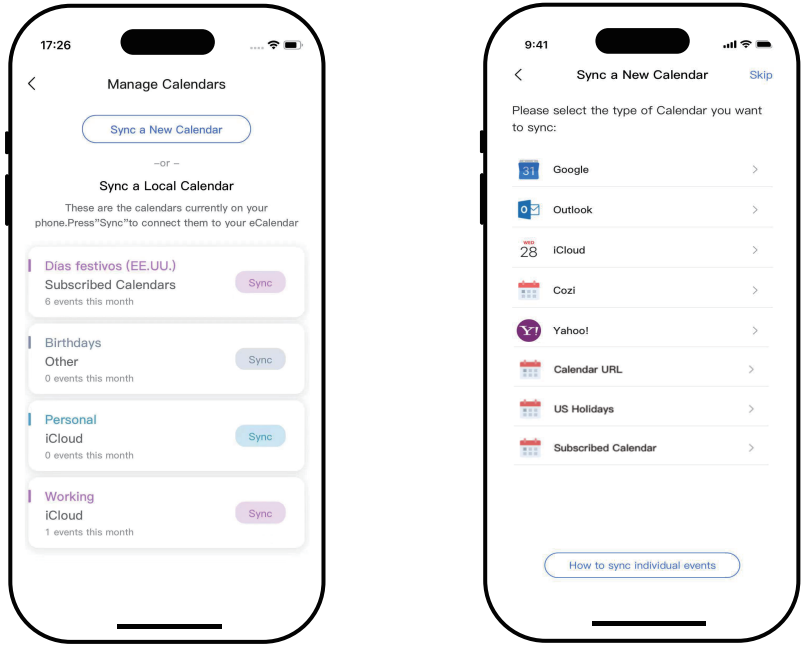 17:26
Manage Calendars
Sync a New Calendar
–or –
Sync a Local Calendar
These are the calendars currently on your
phone.Press"Sync"to connect them to your eCalendar
Días festivos (EE.UU.)
Subscribed Calendars
6 events this month
Sync
Birthdays
Other
0 events this month
Sync
Personal
iCloud
0 events this month
Sync
Working
iCloud
1 events this month
Sync
9:41
Sync a New Calendar
Skip
Please select the type of Calendar you want
to sync:
31
Google
Outlook
WED
28
iCloud
Cozi
Y!
Yahoo!
Calendar URL
US Holidays
Subscribed Calendar
How to sync individual events